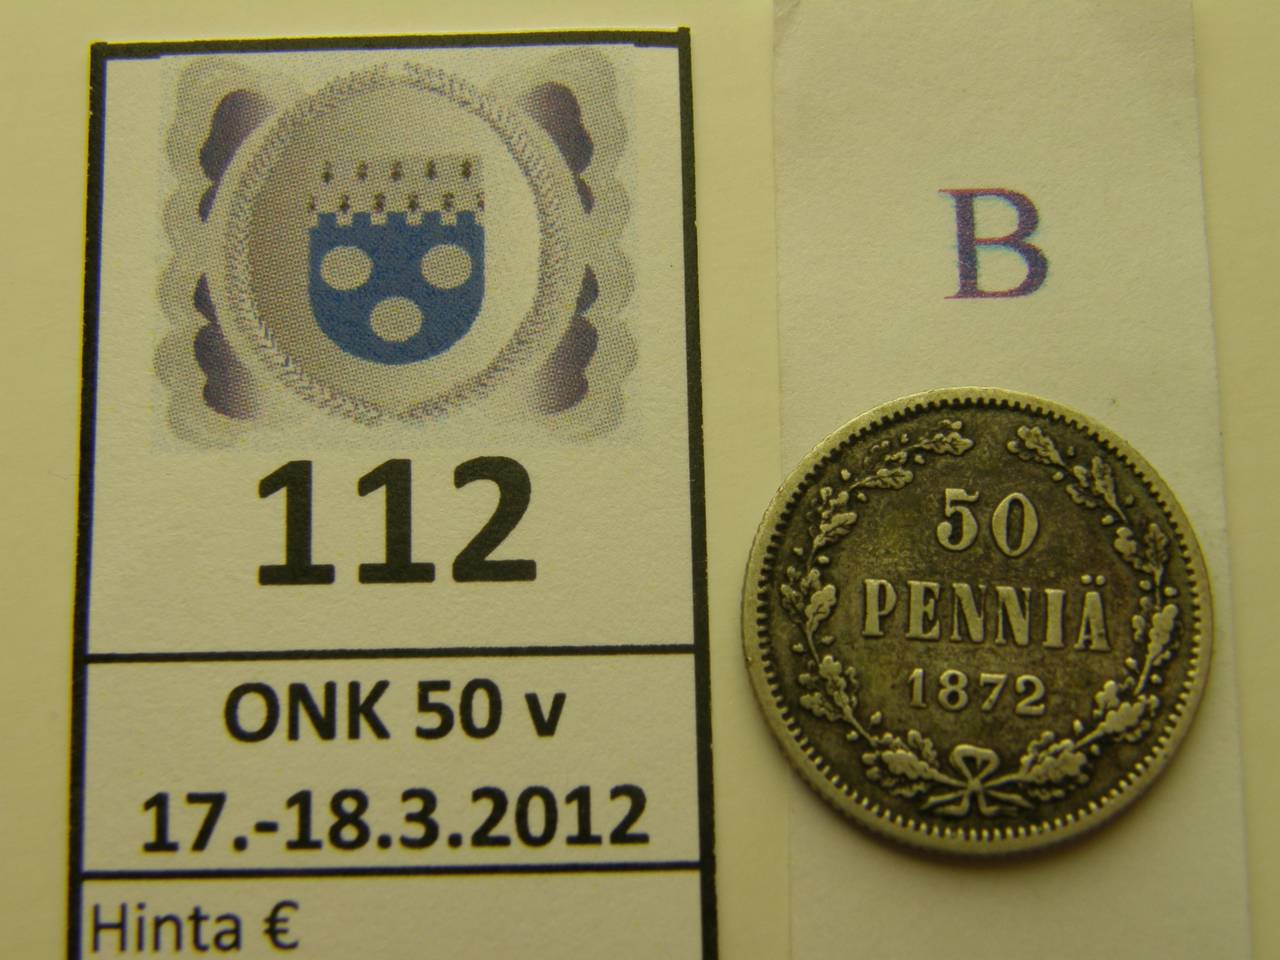 112
ONK 50 v
17.-18.3.2012
Hinta €
B
50
PENNIÄ
1872